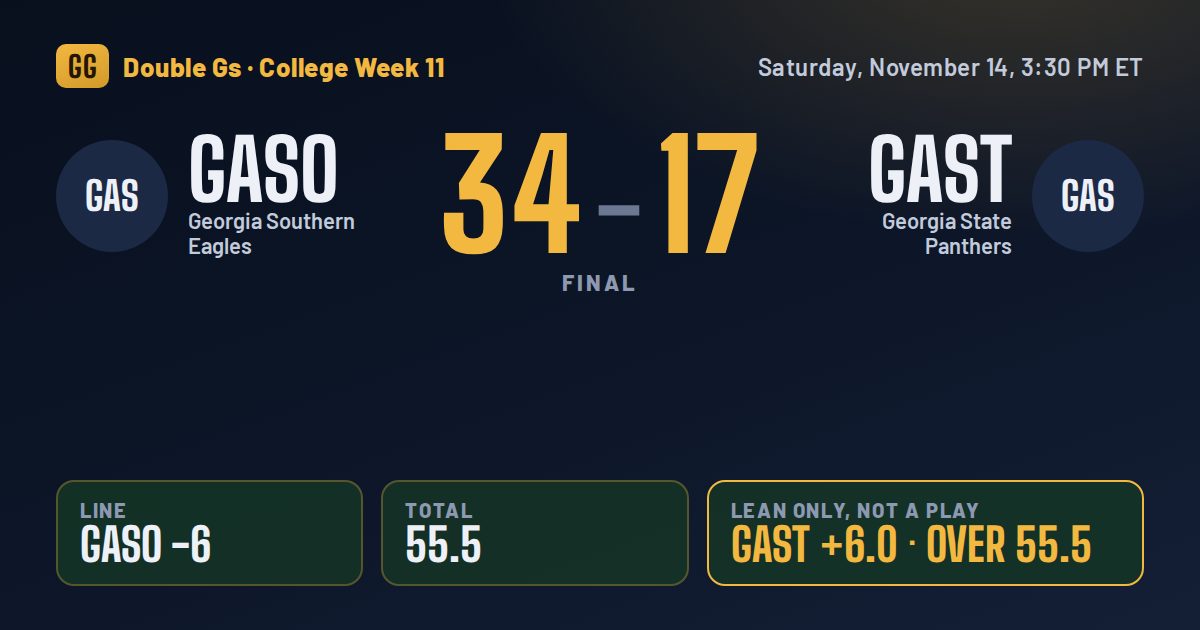 GG Double Gs · College Week 11
Saturday, November 14, 3:30 PM ET
GAS
GASO
Georgia Southern
Eagles
34 – 17
FINAL
GAST
Georgia State
Panthers
GAS
LINE
GASO -6
TOTAL
55.5
LEAN ONLY, NOT A PLAY
GAST +6.0 · OVER 55.5